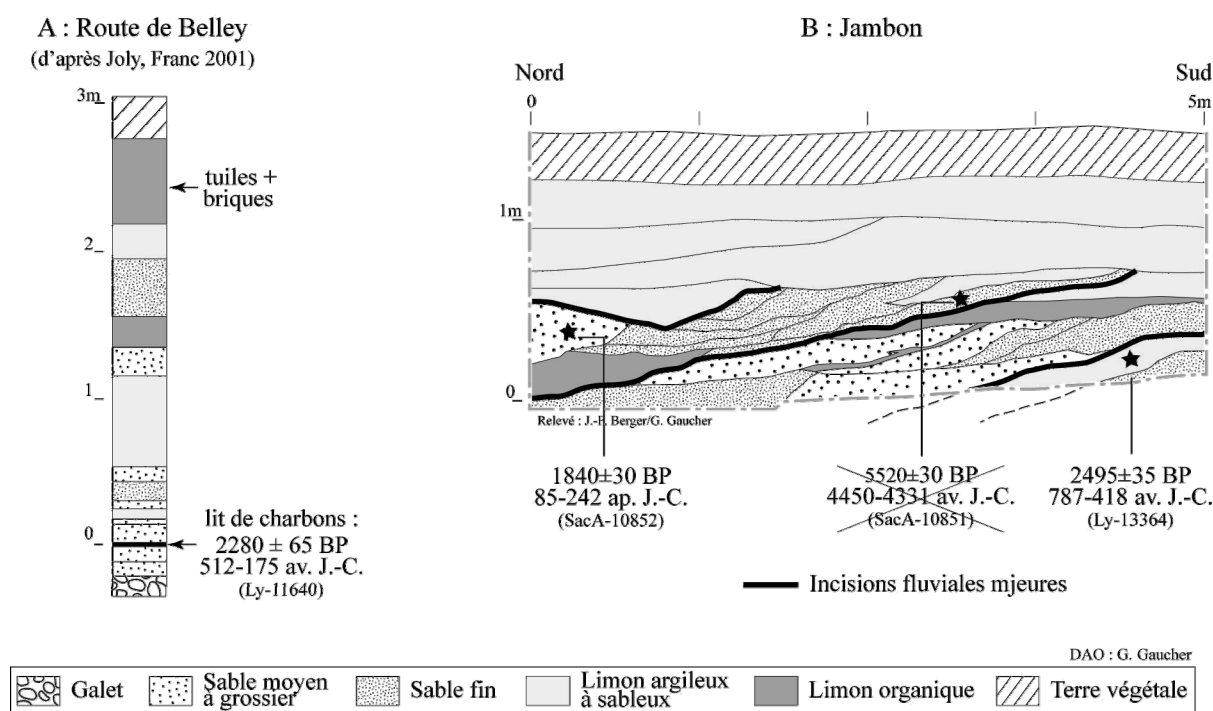 A : Route de Belley
(d'après Joly, Franc 2001)
3m
tuiles +
briques
2
1
0
lit de charbons :
2280 ± 65 BP
512-175 av. J.-C.
(Ly-11640)
B : Jambon
Nord
Sud
0
5m
1m
0
Relevé : J.-F. Berger/G. Gaucher
1840±30 BP
85-242 ap. J.-C.
(SacA-10852)
5520±30 BP
4450-4331 av. J.-C.
(SacA-10851)
2495±35 BP
787-418 av. J.-C.
(Ly-13364)
Incisions fluviales mjeures
DAO : G. Gaucher
Galet
Sable moyen
à grossier
Sable fin
Limon argileux
à sableux
Limon organique
Terre végétale